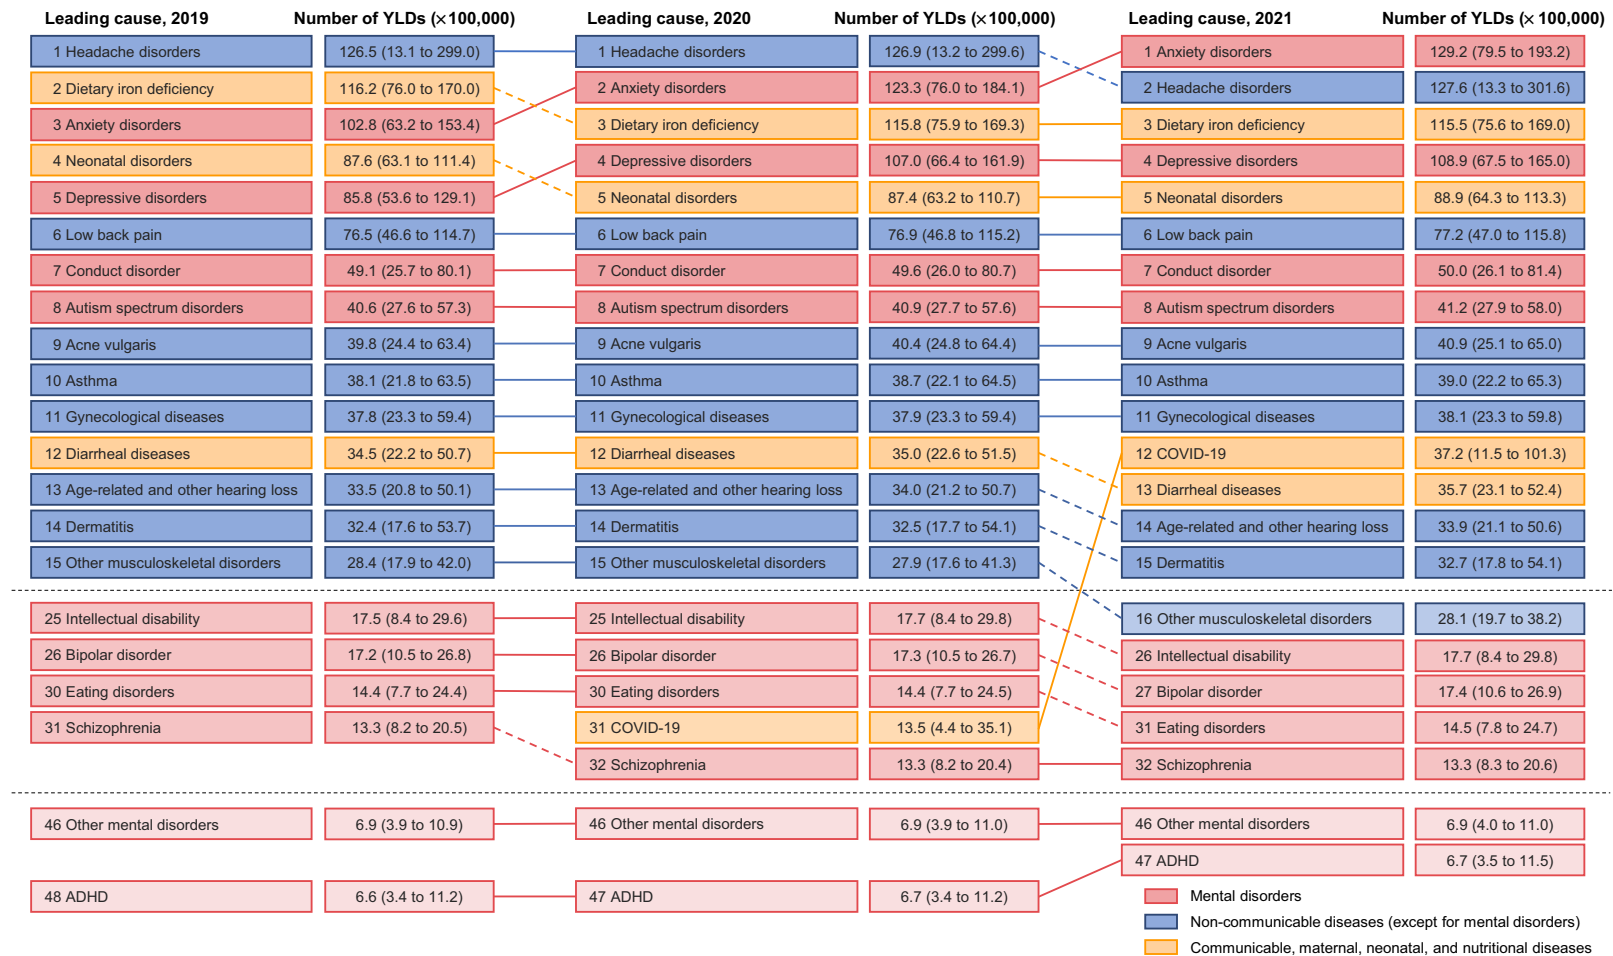 Leading cause, 2019 Number of YLDs (×100,000) Leading cause, 2020 Number of YLDs (×100,000) Leading cause, 2021 Number of YLDs (× 100,000)
1 Headache disorders 126.5 (13.1 to 299.0) 1 Headache disorders 126.9 (13.2 to 299.6) 1 Anxiety disorders 129.2 (79.5 to 193.2)
2 Dietary iron deficiency 116.2 (76.0 to 170.0) 2 Anxiety disorders 123.3 (76.0 to 184.1) 2 Headache disorders 127.6 (13.3 to 301.6)
3 Anxiety disorders 102.8 (63.2 to 153.4) 3 Dietary iron deficiency 115.8 (75.9 to 169.3) 3 Dietary iron deficiency 115.5 (75.6 to 169.0)
4 Neonatal disorders 87.6 (63.1 to 111.4) 4 Depressive disorders 107.0 (66.4 to 161.9) 4 Depressive disorders 108.9 (67.5 to 165.0)
5 Depressive disorders 85.8 (53.6 to 129.1) 5 Neonatal disorders 87.4 (63.2 to 110.7) 5 Neonatal disorders 88.9 (64.3 to 113.3)
6 Low back pain 76.5 (46.6 to 114.7) 6 Low back pain 76.9 (46.8 to 115.2) 6 Low back pain 77.2 (47.0 to 115.8)
7 Conduct disorder 49.1 (25.7 to 80.1) 7 Conduct disorder 49.6 (26.0 to 80.7) 7 Conduct disorder 50.0 (26.1 to 81.4)
8 Autism spectrum disorders 40.6 (27.6 to 57.3) 8 Autism spectrum disorders 40.9 (27.7 to 57.6) 8 Autism spectrum disorders 41.2 (27.9 to 58.0)
9 Acne vulgaris 39.8 (24.4 to 63.4) 9 Acne vulgaris 40.4 (24.8 to 64.4) 9 Acne vulgaris 40.9 (25.1 to 65.0)
10 Asthma 38.1 (21.8 to 63.5) 10 Asthma 38.7 (22.1 to 64.5) 10 Asthma 39.0 (22.2 to 65.3)
11 Gynecological diseases 37.8 (23.3 to 59.4) 11 Gynecological diseases 37.9 (23.3 to 59.4) 11 Gynecological diseases 38.1 (23.3 to 59.8)
12 Diarrheal diseases 34.5 (22.2 to 50.7) 12 Diarrheal diseases 35.0 (22.6 to 51.5) 12 COVID-19 37.2 (11.5 to 101.3)
13 Age-related and other hearing loss 33.5 (20.8 to 50.1) 13 Age-related and other hearing loss 34.0 (21.2 to 50.7) 13 Diarrheal diseases 35.7 (23.1 to 52.4)
14 Dermatitis 32.4 (17.6 to 53.7) 14 Dermatitis 32.5 (17.7 to 54.1) 14 Age-related and other hearing loss 33.9 (21.1 to 50.6)
15 Other musculoskeletal disorders 28.4 (17.9 to 42.0) 15 Other musculoskeletal disorders 27.9 (17.6 to 41.3) 15 Dermatitis 32.7 (17.8 to 54.1)
25 Intellectual disability 17.5 (8.4 to 29.6) 25 Intellectual disability 17.7 (8.4 to 29.8) 16 Other musculoskeletal disorders 28.1 (19.7 to 38.2)
26 Bipolar disorder 17.2 (10.5 to 26.8) 26 Bipolar disorder 17.3 (10.5 to 26.7) 26 Intellectual disability 17.7 (8.4 to 29.8)
30 Eating disorders 14.4 (7.7 to 24.4) 30 Eating disorders 14.4 (7.7 to 24.5) 27 Bipolar disorder 17.4 (10.6 to 26.9)
31 Schizophrenia 13.3 (8.2 to 20.5) 31 COVID-19 13.5 (4.4 to 35.1) 31 Eating disorders 14.5 (7.8 to 24.7)
32 Schizophrenia 13.3 (8.2 to 20.4) 32 Schizophrenia 13.3 (8.3 to 20.6)
46 Other mental disorders 6.9 (3.9 to 10.9) 46 Other mental disorders 6.9 (3.9 to 11.0) 46 Other mental disorders 6.9 (4.0 to 11.0)
47 ADHD 6.7 (3.5 to 11.5)
48 ADHD 6.6 (3.4 to 11.2) 47 ADHD 6.7 (3.4 to 11.2)
Mental disorders
Non-communicable diseases (except for mental disorders)
Communicable, maternal, neonatal, and nutritional diseases